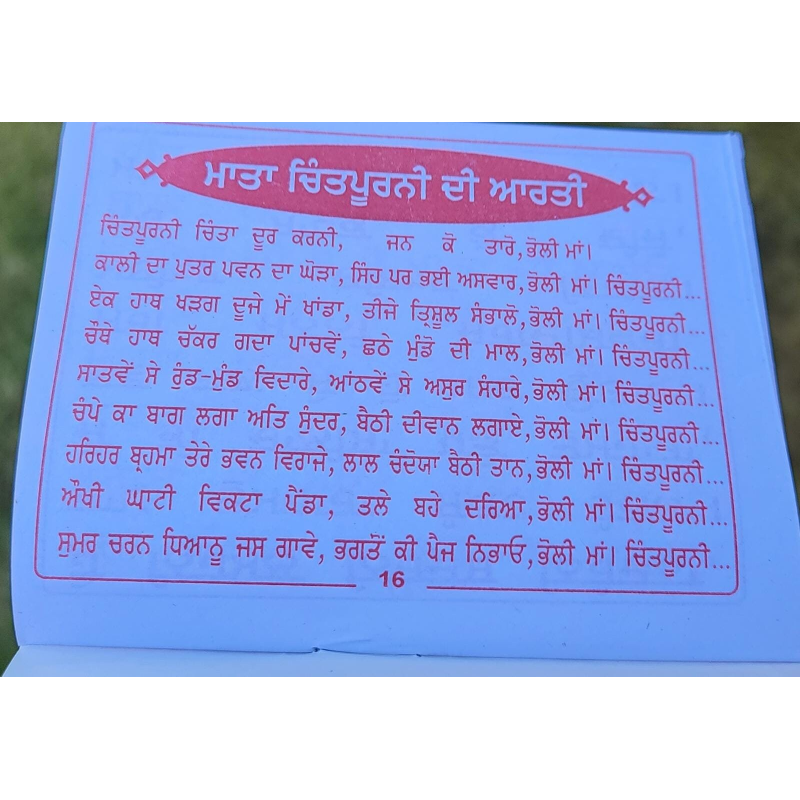 ਮਾਤਾ ਚਿੰਤਪੂਰਨੀ ਦੀ ਆਰਤੀ
ਚਿੰਤਪੂਰਨੀ ਚਿੰਤਾ ਦੂਰ ਕਰਨੀ, ਜਨ ਕੋ ਤਾਰੋ, ਭੋਲੀ ਮਾਂ।
ਕਾਲੀ ਦਾ ਪੁਤਰ ਪਵਨ ਦਾ ਘੋੜਾ, ਸਿੰਹ ਪਰ ਭਈ ਅਸਵਾਰ, ਭੋਲੀ ਮਾਂ। ਚਿੰਤਪੂਰਨੀ...
ਏਕ ਹਾਥ ਖੜਗ ਦੂਜੇ ਮੇਂ ਖਾਂਡਾ, ਤੀਜੇ ਤ੍ਰਿਸ਼ੂਲ ਸੰਭਾਲੋ, ਭੋਲੀ ਮਾਂ। ਚਿੰਤਪੂਰਨੀ...
ਚੌਥੇ ਹਾਥ ਚੱਕਰ ਗਦਾ ਪਾਂਚਵੇਂ, ਛਠੇ ਮੁੰਡੋ ਦੀ ਮਾਲ, ਭੋਲੀ ਮਾਂ। ਚਿੰਤਪੂਰਨੀ...
ਸਾਤਵੇਂ ਸੇ ਰੁੰਡ-ਮੁੰਡ ਵਿਦਾਰੇ, ਆਂਠਵੇਂ ਸੇ ਅਸੁਰ ਸੰਹਾਰੇ, ਭੋਲੀ ਮਾਂ। ਚਿੰਤਪੂਰਨੀ...
ਚੰਪੇ ਕਾ ਬਾਗ ਲਗਾ ਅਤਿ ਸੁੰਦਰ, ਬੈਠੀ ਦੀਵਾਨ ਲਗਾਏ, ਭੋਲੀ ਮਾਂ। ਚਿੰਤਪੂਰਨੀ...
ਹਰਿਹਰ ਬ੍ਰਹਮਾ ਤੇਰੇ ਭਵਨ ਵਿਰਾਜੇ, ਲਾਲ ਚੰਦੋਯਾ ਬੈਠੀ ਤਾਨ, ਭੋਲੀ ਮਾਂ। ਚਿੰਤਪੂਰਨੀ...
ਔਖੀ ਘਾਟੀ ਵਿਕਟਾ ਪੈਂਡਾ, ਤਲੇ ਬਹੇ ਦਰਿਆ, ਭੋਲੀ ਮਾਂ। ਚਿੰਤਪੂਰਨੀ...
ਸੁਮਰ ਚਰਨ ਧਿਆਨੂ ਜਸ ਗਾਵੇ, ਭਗਤੋਂ ਕੀ ਪੈਜ ਨਿਭਾਓ, ਭੋਲੀ ਮਾਂ। ਚਿੰਤਪੂਰਨੀ...
16